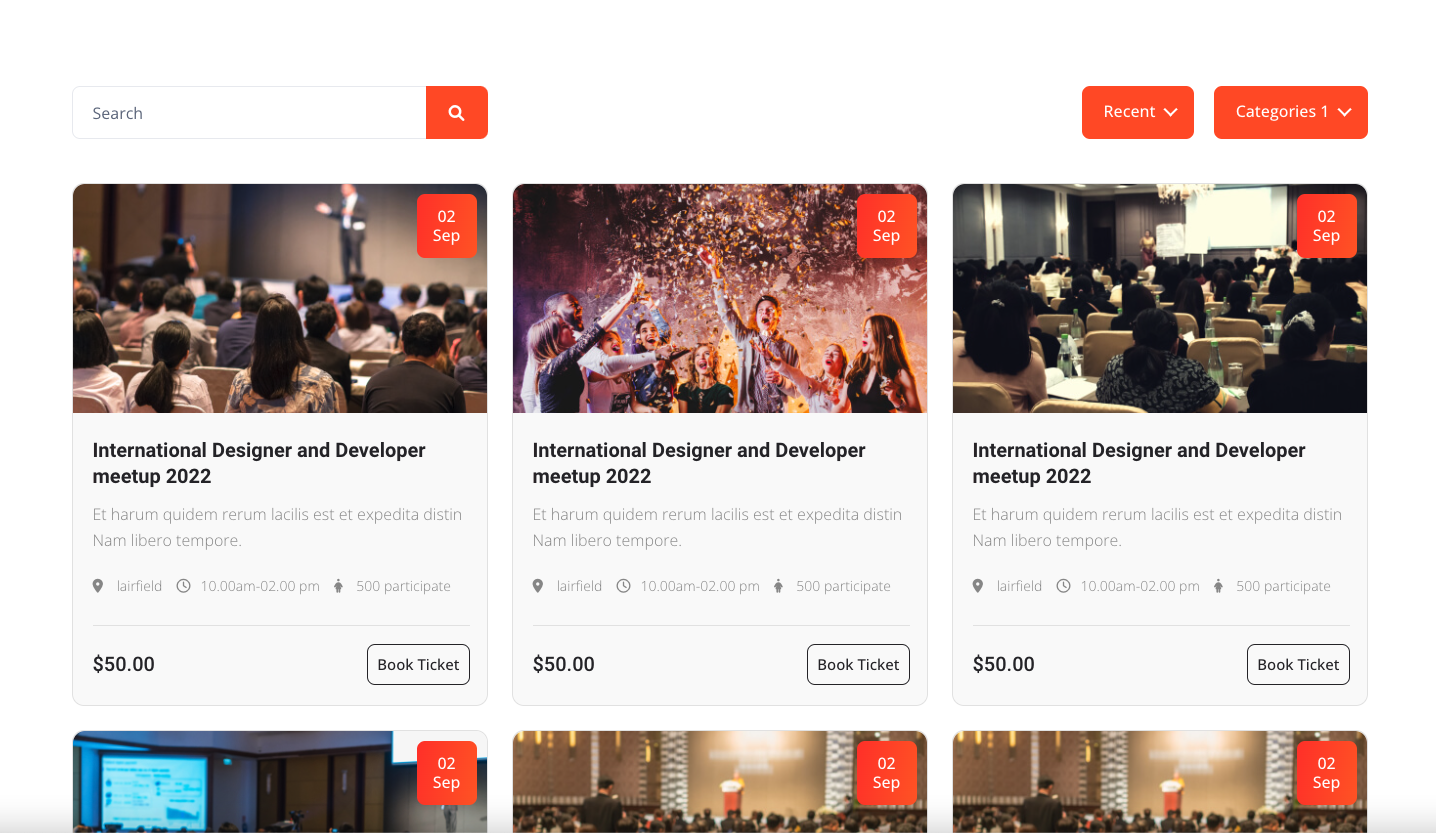 Search
Recent
Categories 1
02
Sep
02
Sep
02
Sep
International Designer and Developer
meetup 2022
Et harum quidem rerum lacilis est et expedita distin
Nam libero tempore.
lairfield 10.00am-02.00 pm 500 participate
$50.00 Book Ticket
International Designer and Developer
meetup 2022
Et harum quidem rerum lacilis est et expedita distin
Nam libero tempore.
lairfield 10.00am-02.00 pm 500 participate
$50.00 Book Ticket
International Designer and Developer
meetup 2022
Et harum quidem rerum lacilis est et expedita distin
Nam libero tempore.
lairfield 10.00am-02.00 pm 500 participate
$50.00 Book Ticket
02
Sep
02
Sep
02
Sep